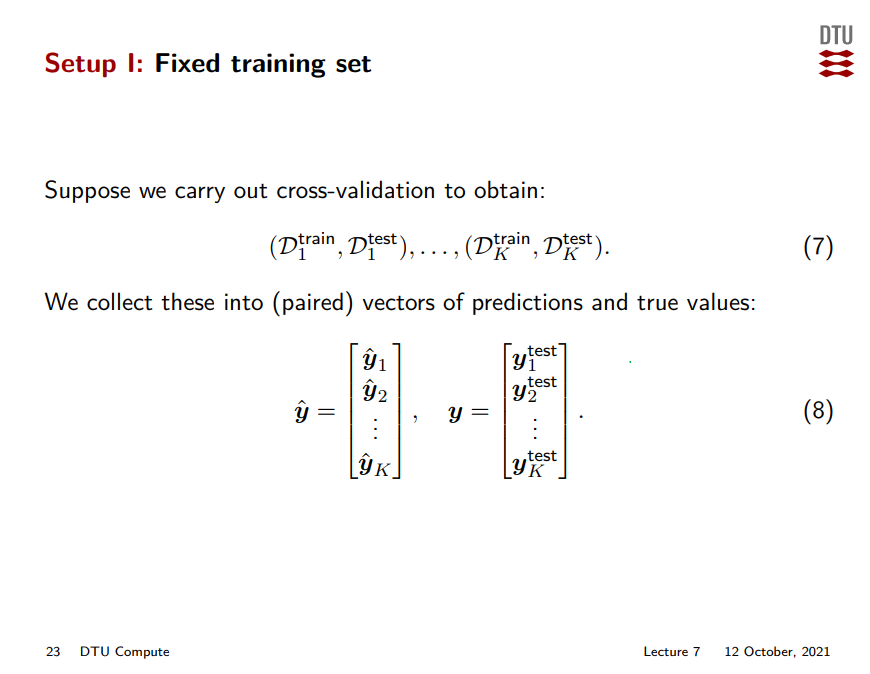 DTU
Setup I: Fixed training set
Suppose we carry out cross-validation to obtain:
(𝒟₁^train, 𝒟₁^test), . . . , (𝒟_K^train, 𝒟_K^test). (7)
We collect these into (paired) vectors of predictions and true values:
ŷ = [ŷ₁ ŷ₂ ⋮ ŷ_K], y = [y₁^test y₂^test ⋮ y_K^test]. (8)
23 DTU Compute Lecture 7 12 October, 2021